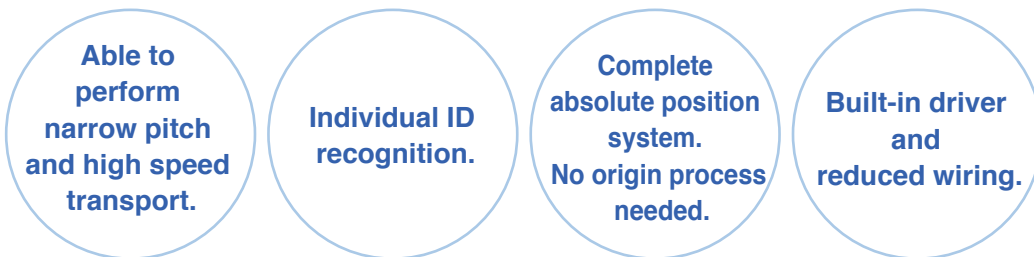 Able to
perform
narrow pitch
and high speed
transport.
Individual ID
recognition.
Complete
absolute position
system.
No origin process
needed.
Built-in driver
and
reduced wiring.